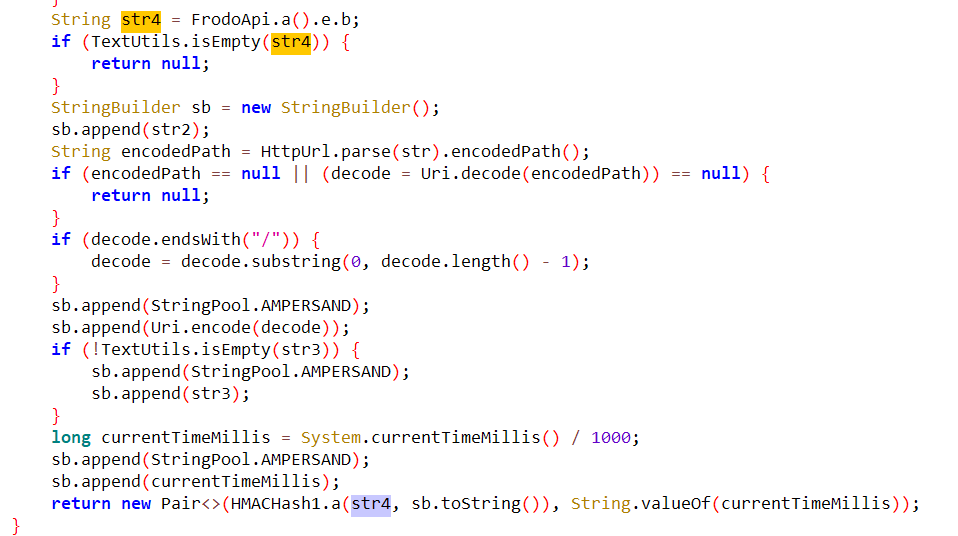 }
String str4 = FrodoApi.a().e.b;
if (TextUtils.isEmpty(str4)) {
return null;
}
StringBuilder sb = new StringBuilder();
sb.append(str2);
String encodedPath = HttpUrl.parse(str).encodedPath();
if (encodedPath == null || (decode = Uri.decode(encodedPath)) == null) {
return null;
}
if (decode.endsWith("/")) {
decode = decode.substring(0, decode.length() - 1);
}
sb.append(StringPool.AMPERSAND);
sb.append(Uri.encode(decode));
if (!TextUtils.isEmpty(str3)) {
sb.append(StringPool.AMPERSAND);
sb.append(str3);
}
long currentTimeMillis = System.currentTimeMillis() / 1000;
sb.append(StringPool.AMPERSAND);
sb.append(currentTimeMillis);
return new Pair<>(HMACHash1.a(str4, sb.toString()), String.valueOf(currentTimeMillis));
}